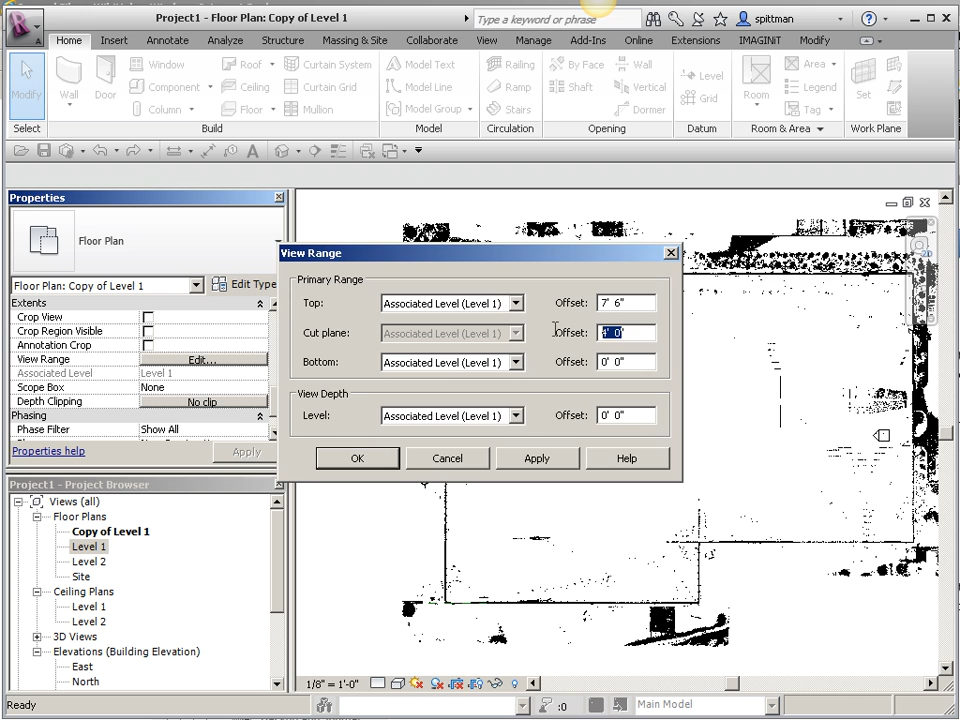 Project1 - Floor Plan: Copy of Level 1
Type a keyword or phrase
spittman
Home Insert Annotate Analyze Structure Massing & Site Collaborate View Manage Add-Ins Online Extensions IMAGINiT Modify
Modify
Wall
Door
Window
Component
Column
Roof
Ceiling
Floor
Curtain System
Curtain Grid
Mullion
Model Text
Model Line
Model Group
Railing
Ramp
Stairs
By Face
Shaft
Wall
Vertical
Dormer
Level
Grid
Room
Area
Legend
Tag
Set
Select Build Model Circulation Opening Datum Room & Area Work Plane
Properties
Floor Plan
Floor Plan: Copy of Level 1
Edit Type
Extents
Crop View
Crop Region Visible
Annotation Crop
View Range Edit...
Associated Level Level 1
Scope Box None
Depth Clipping No clip
Phasing
Phase Filter Show All
Properties help
Apply
Project1 - Project Browser
Views (all)
Floor Plans
Copy of Level 1
Level 1
Level 2
Site
Ceiling Plans
Level 1
Level 2
3D Views
Elevations (Building Elevation)
East
North
View Range
Primary Range
Top: Associated Level (Level 1) Offset: 7' 6"
Cut plane: Associated Level (Level 1) Offset: 4' 0"
Bottom: Associated Level (Level 1) Offset: 0' 0"
View Depth
Level: Associated Level (Level 1) Offset: 0' 0"
OK Cancel Apply Help
2D
1/8" = 1'-0"
Ready
:0
Main Model